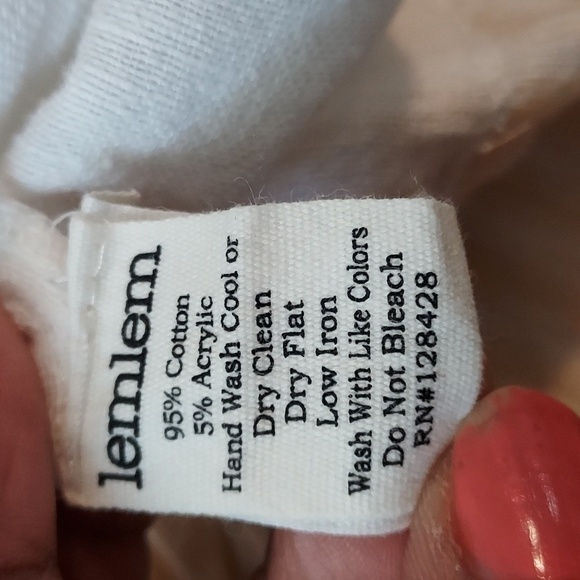 lemlem
95% Cotton
5% Acrylic
Hand Wash Cool or
Dry Clean
Dry Flat
Low Iron
Wash With Like Colors
Do Not Bleach
RN#128428